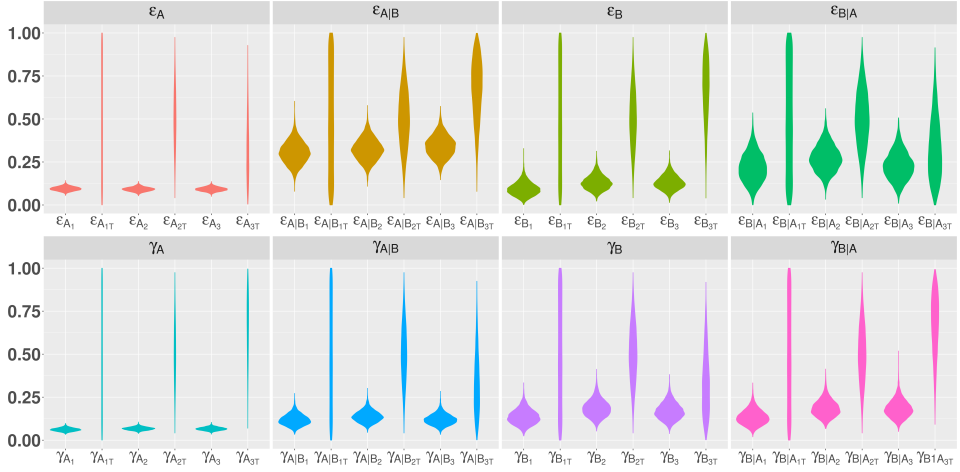 εA εA|B εB εB|A
1.00
0.75
0.50
0.25
0.00
εA1 εA1T εA2 εA2T εA3 εA3T εA|B1 εA|B1T εA|B2 εA|B2T εA|B3 εA|B3T εB1 εB1T εB2 εB2T εB3 εB3T εB|A1 εB|A1T εB|A2 εB|A2T εB|A3 εB|A3T
γA γA|B γB γB|A
1.00
0.75
0.50
0.25
0.00
γA1 γA1T γA2 γA2T γA3 γA3T γA|B1 γA|B1T γA|B2 γA|B2T γA|B3 γA|B3T γB1 γB1T γB2 γB2T γB3 γB3T γB|A1 γB|A1T γB|A2 γB|A2T γB|A3 γB1A3T